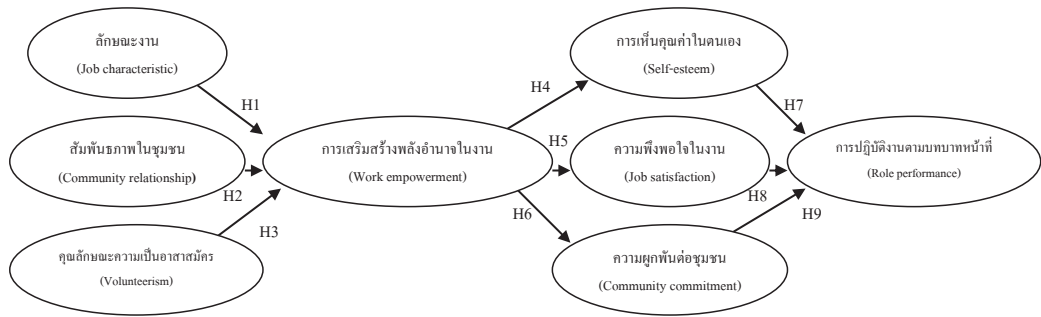 ลักษณะงาน
(Job characteristic)
การเห็นคุณค่าในตนเอง
(Self-esteem)
H1
H4
H7
สัมพันธภาพในชุมชน
(Community relationship)
H2
การเสริมสร้างพลังอำนาจในงาน
(Work empowerment)
H5
ความพึงพอใจในงาน
(Job satisfaction)
H8
การปฏิบัติงานตามบทบาทหน้าที่
(Role performance)
H3
H6
H9
คุณลักษณะความเป็นอาสาสมัคร
(Volunteerism)
ความผูกพันต่อชุมชน
(Community commitment)